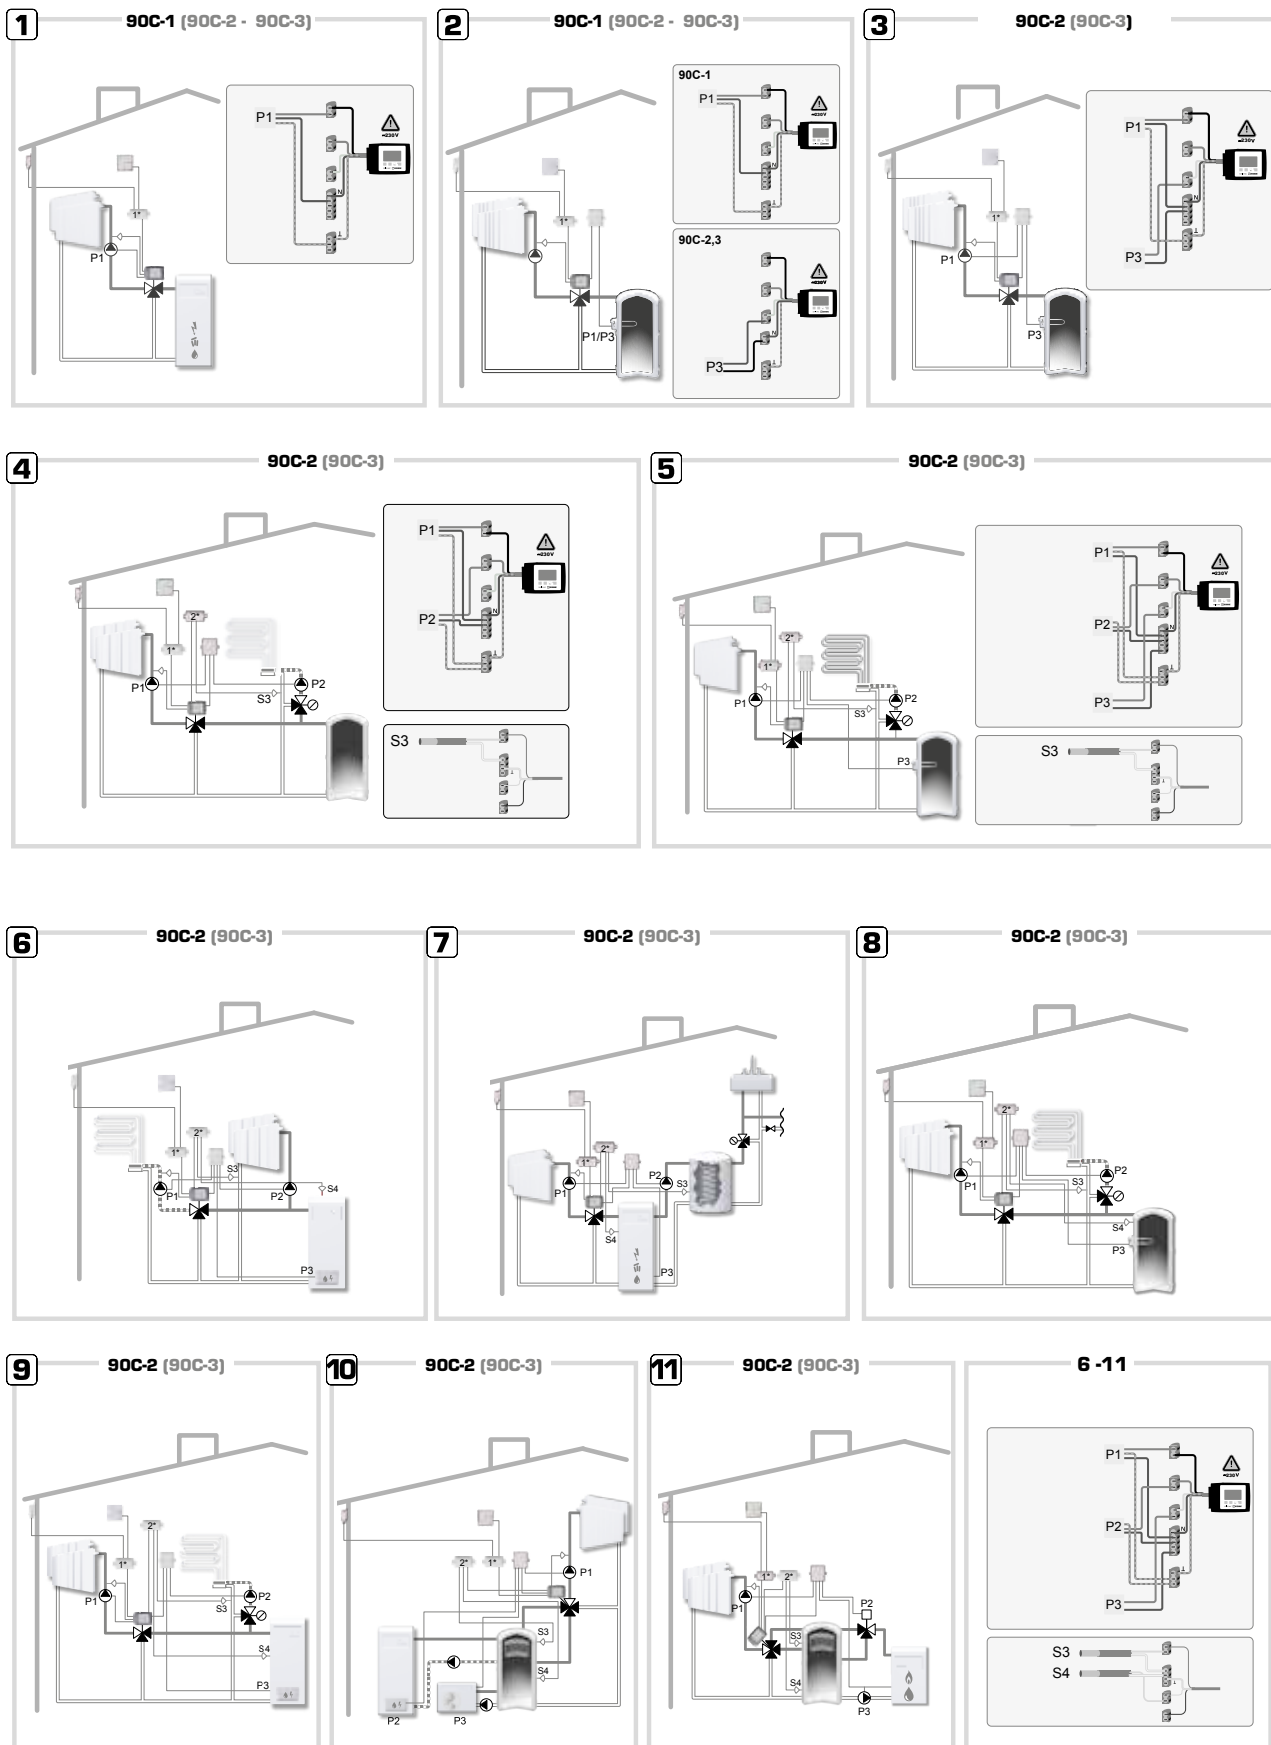 1
90C-1 (90C-2 - 90C-3)
P1
~230V
N
1*
P1
2
90C-1 (90C-2 - 90C-3)
90C-1
P1
~230V
N
1*
P1/P3
90C-2,3
~230V
N
P3
3
90C-2 (90C-3)
P1
~230V
N
P3
1*
P1
P3
4
90C-2 (90C-3)
P1
~230V
N
P2
2*
1*
P1
P2
S3
S3
5
90C-2 (90C-3)
P1
~230V
P2
N
P3
2*
1*
P1
P2
S3
P3
S3
6
90C-2 (90C-3)
2*
1*
S3
P1
P2
S4
P3
7
90C-2 (90C-3)
2*
1*
P1
P2
S3
S4
P3
8
90C-2 (90C-3)
2*
1*
P1
P2
S3
S4
P3
9
90C-2 (90C-3)
2*
1*
P1
P2
S3
S4
P3
10
90C-2 (90C-3)
2*
1*
P1
S3
S4
P2
P3
11
90C-2 (90C-3)
1*
2*
P1
P2
S3
S4
P3
6 -11
P1
~230V
P2
N
P3
S3
S4